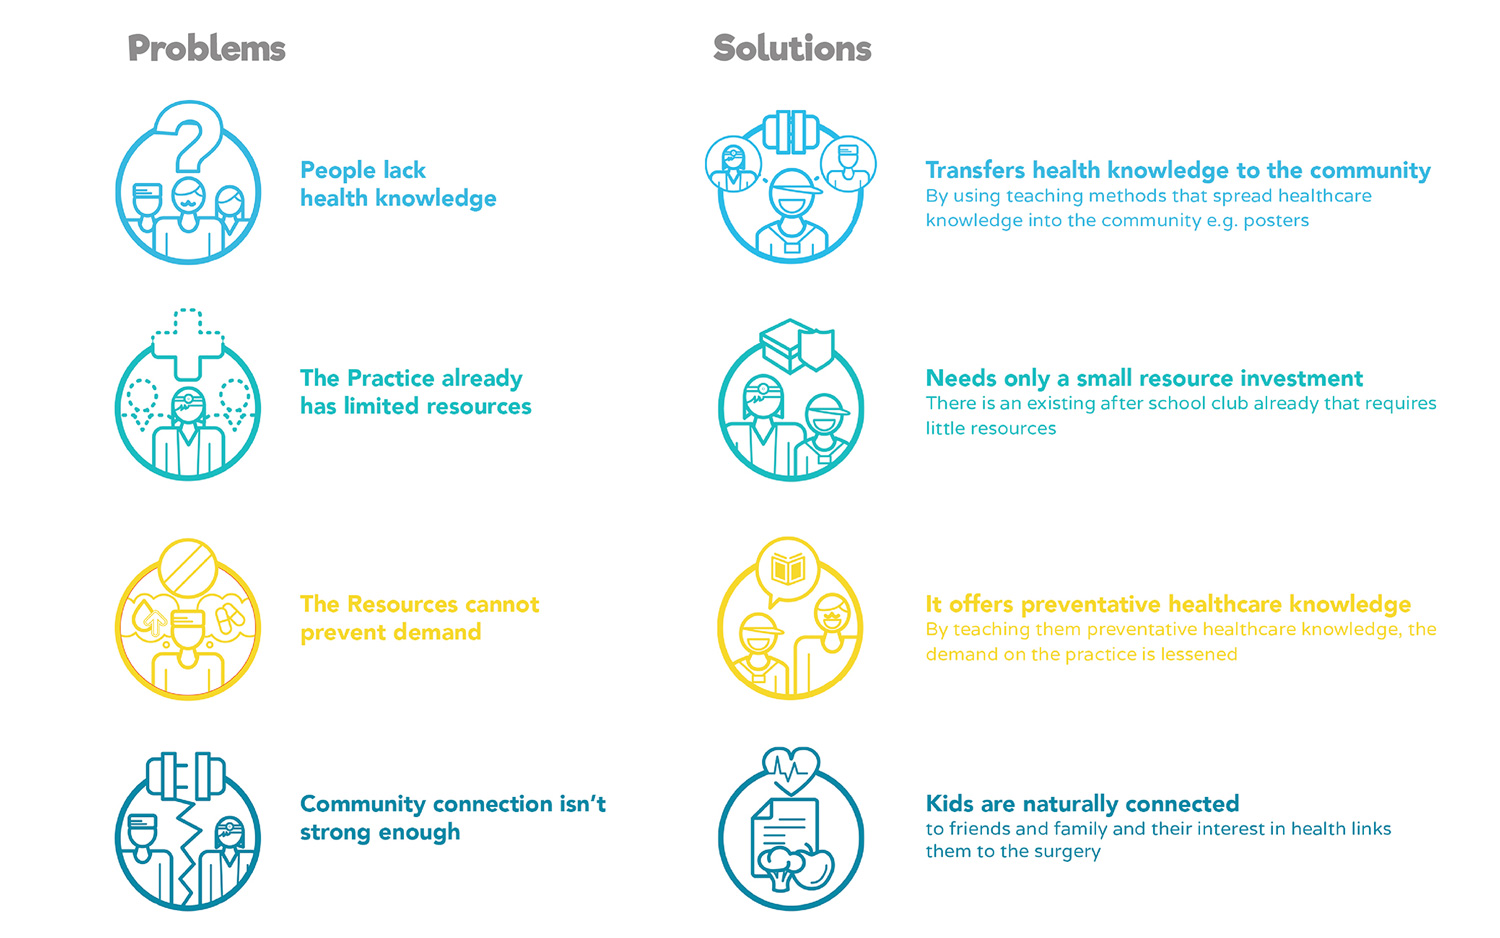 Problems
Solutions
People lack
health knowledge
Transfers health knowledge to the community
By using teaching methods that spread healthcare
knowledge into the community e.g. posters
The Practice already
has limited resources
Needs only a small resource investment
There is an existing after school club already that requires
little resources
The Resources cannot
prevent demand
It offers preventative healthcare knowledge
By teaching them preventative healthcare knowledge, the
demand on the practice is lessened
Community connection isn't
strong enough
Kids are naturally connected
to friends and family and their interest in health links
them to the surgery